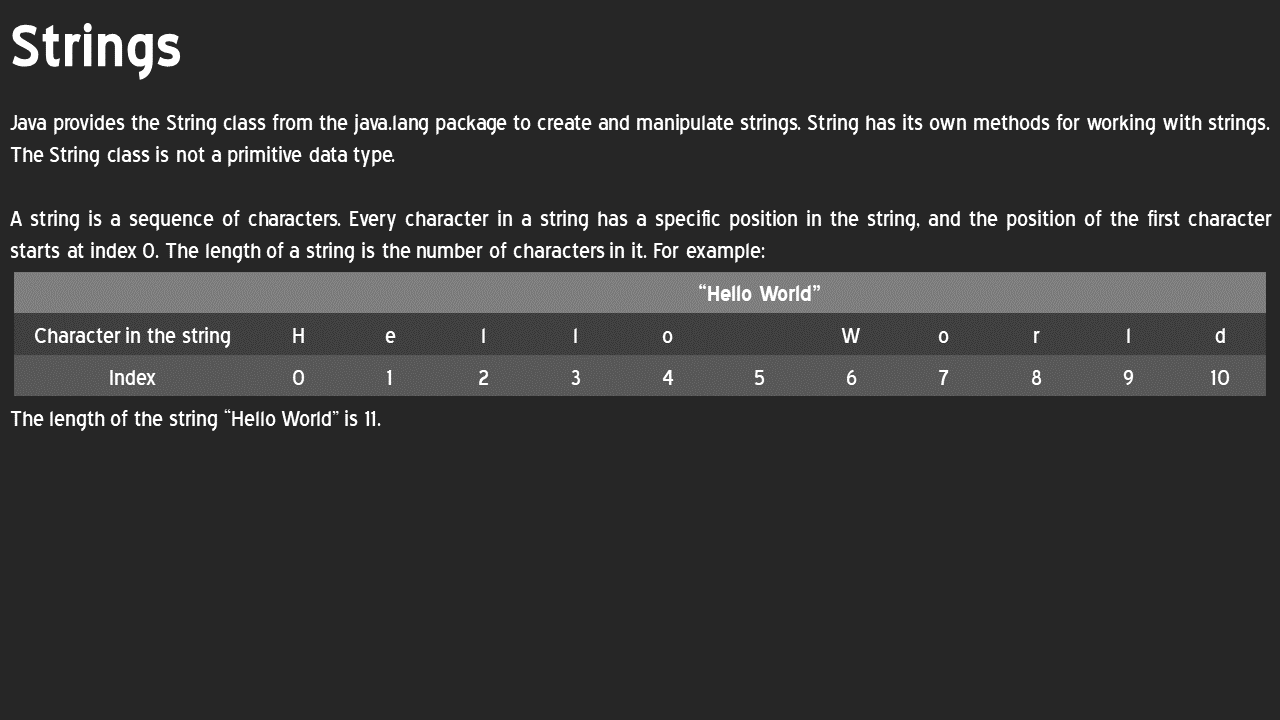 Strings
Java provides the String class from the java.lang package to create and manipulate strings. String has its own methods for working with strings.
The String class is not a primitive data type.
A string is a sequence of characters. Every character in a string has a specific position in the string, and the position of the first character
starts at index 0. The length of a string is the number of characters in it. For example:
“Hello World”
Character in the string H e l l o W o r l d
Index 0 1 2 3 4 5 6 7 8 9 10
The length of the string “Hello World” is 11.